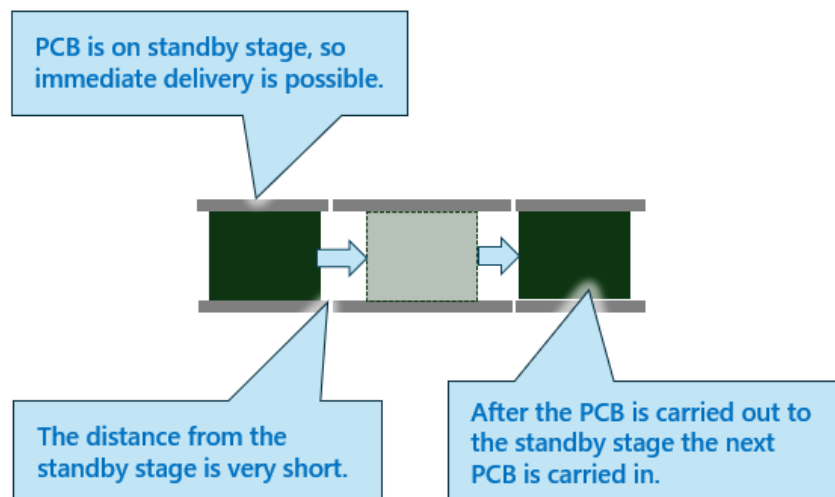 PCB is on standby stage, so
immediate delivery is possible.
The distance from the
standby stage is very short.
After the PCB is carried out to
the standby stage the next
PCB is carried in.